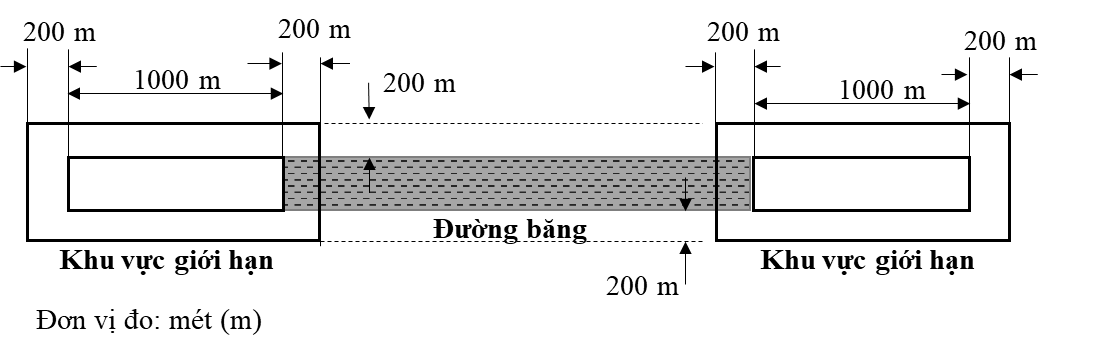 200 m
200 m
200 m
200 m
1000 m
200 m
1000 m
Đường băng
Khu vực giới hạn
Khu vực giới hạn
200 m
Đơn vị đo: mét (m)